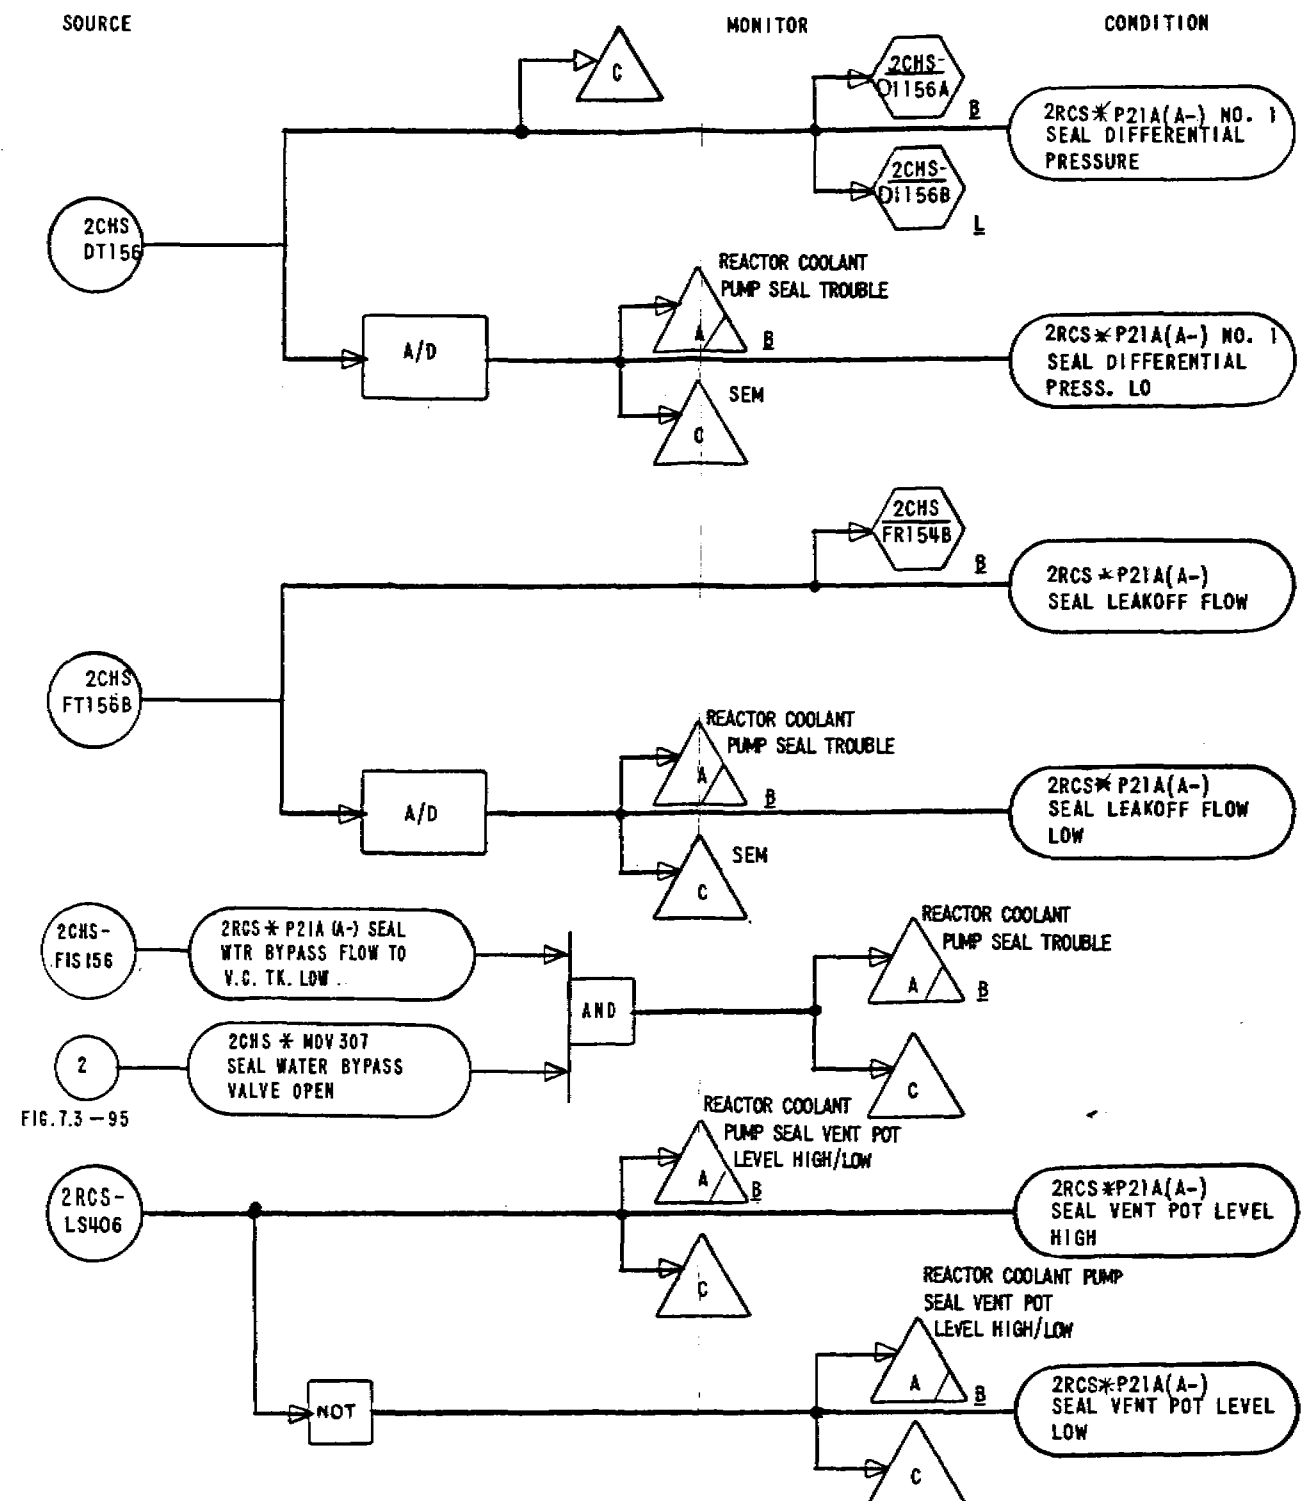 SOURCE
MONITOR
CONDITION
C
2CHS-
DI156A
B
2RCS*P21A(A-) NO. 1
SEAL DIFFERENTIAL
PRESSURE
2CHS-
DI156B
L
2CHS
DT156
REACTOR COOLANT
PUMP SEAL TROUBLE
A
B
A/D
2RCS*P21A(A-) NO. 1
SEAL DIFFERENTIAL
PRESS. LO
SEM
C
2CHS
FR154B
B
2RCS *P21A(A-)
SEAL LEAKOFF FLOW
2CHS
FT156B
REACTOR COOLANT
PUMP SEAL TROUBLE
A
B
A/D
2RCS* P21A(A-)
SEAL LEAKOFF FLOW
LOW
SEM
C
2CHS-
FIS156
2RCS * P21A (A-) SEAL
WTR BYPASS FLOW TO
V.C. TK. LOW
REACTOR COOLANT
PUMP SEAL TROUBLE
A
B
AND
2
2CHS * MOV 307
SEAL WATER BYPASS
VALVE OPEN
C
FIG.7.3-95
REACTOR COOLANT
PUMP SEAL VENT POT
LEVEL HIGH/LOW
A
B
2RCS-
LS406
2RCS*P21A(A-)
SEAL VENT POT LEVEL
HIGH
C
REACTOR COOLANT PUMP
SEAL VENT POT
LEVEL HIGH/LOW
A
B
NOT
2RCS*P21A(A-)
SEAL VENT POT LEVEL
LOW
C